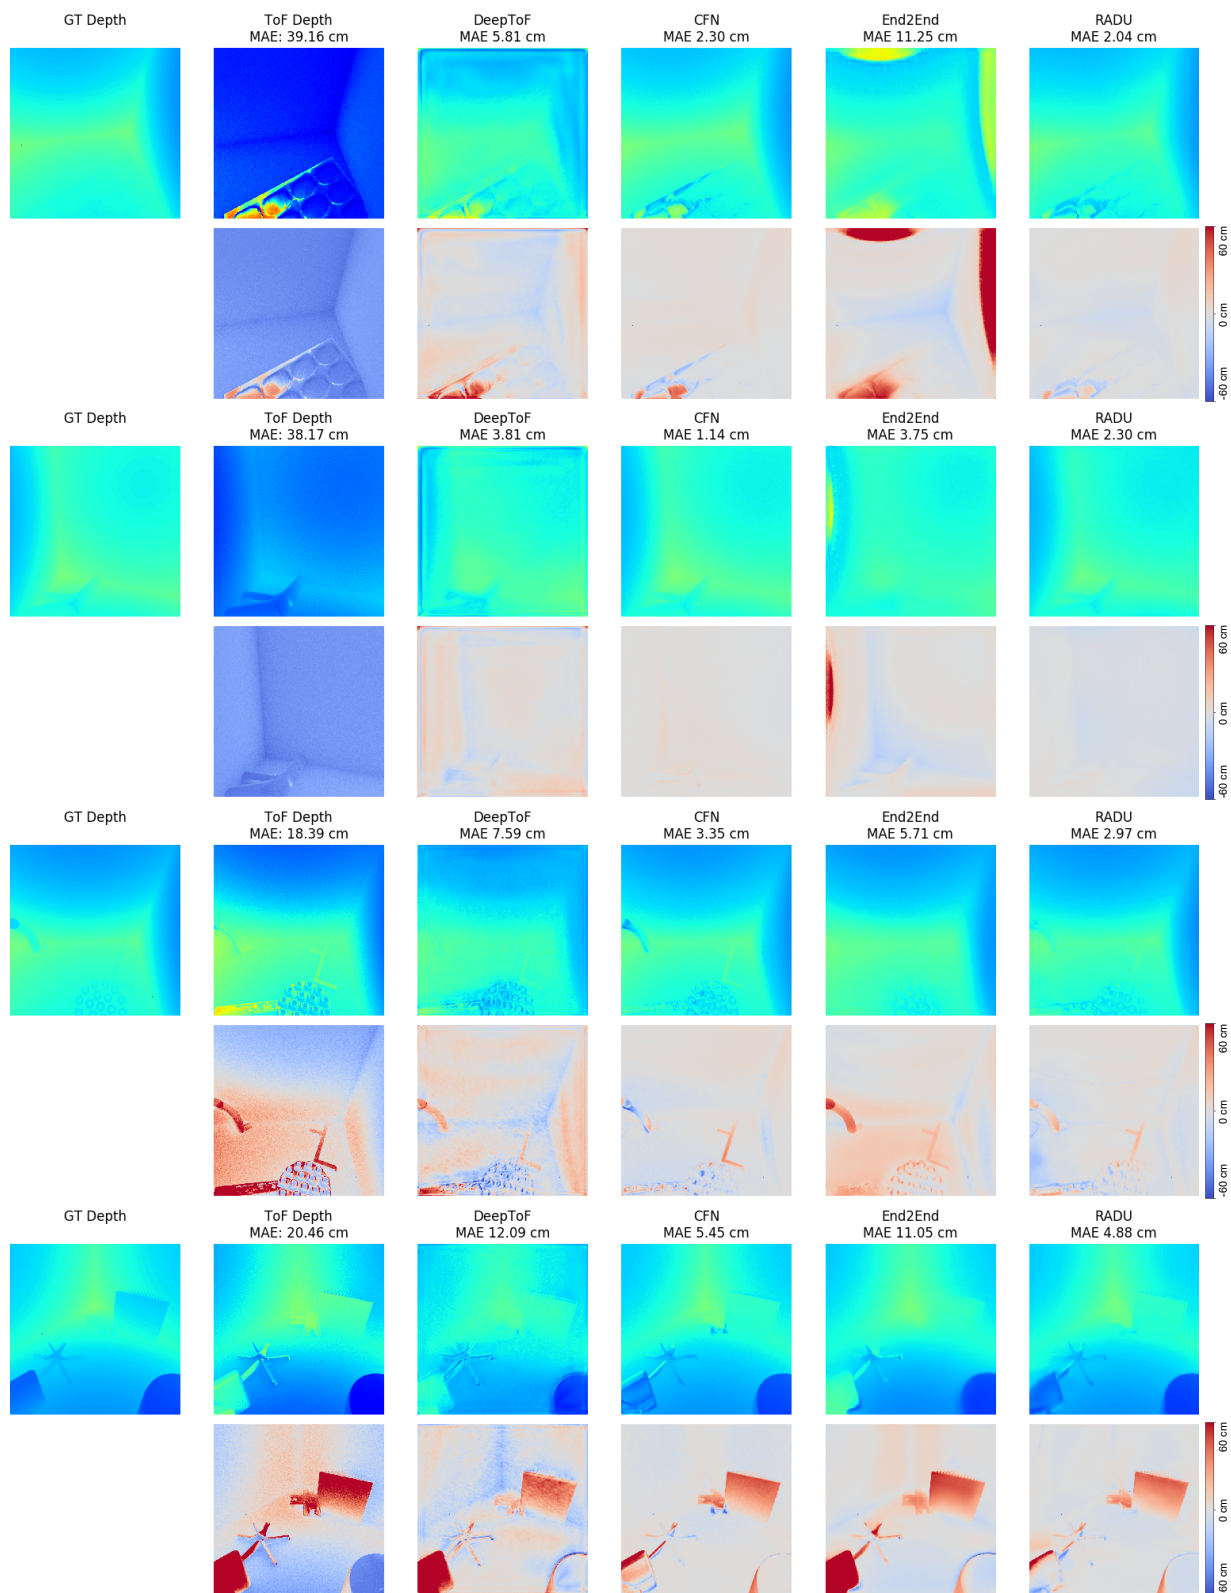 GT Depth
ToF Depth
MAE: 39.16 cm
DeepToF
MAE 5.81 cm
CFN
MAE 2.30 cm
End2End
MAE 11.25 cm
RADU
MAE 2.04 cm
60 cm
0 cm
-60 cm
GT Depth
ToF Depth
MAE: 38.17 cm
DeepToF
MAE 3.81 cm
CFN
MAE 1.14 cm
End2End
MAE 3.75 cm
RADU
MAE 2.30 cm
60 cm
0 cm
-60 cm
GT Depth
ToF Depth
MAE: 18.39 cm
DeepToF
MAE 7.59 cm
CFN
MAE 3.35 cm
End2End
MAE 5.71 cm
RADU
MAE 2.97 cm
60 cm
0 cm
-60 cm
GT Depth
ToF Depth
MAE: 20.46 cm
DeepToF
MAE 12.09 cm
CFN
MAE 5.45 cm
End2End
MAE 11.05 cm
RADU
MAE 4.88 cm
60 cm
0 cm
60 cm